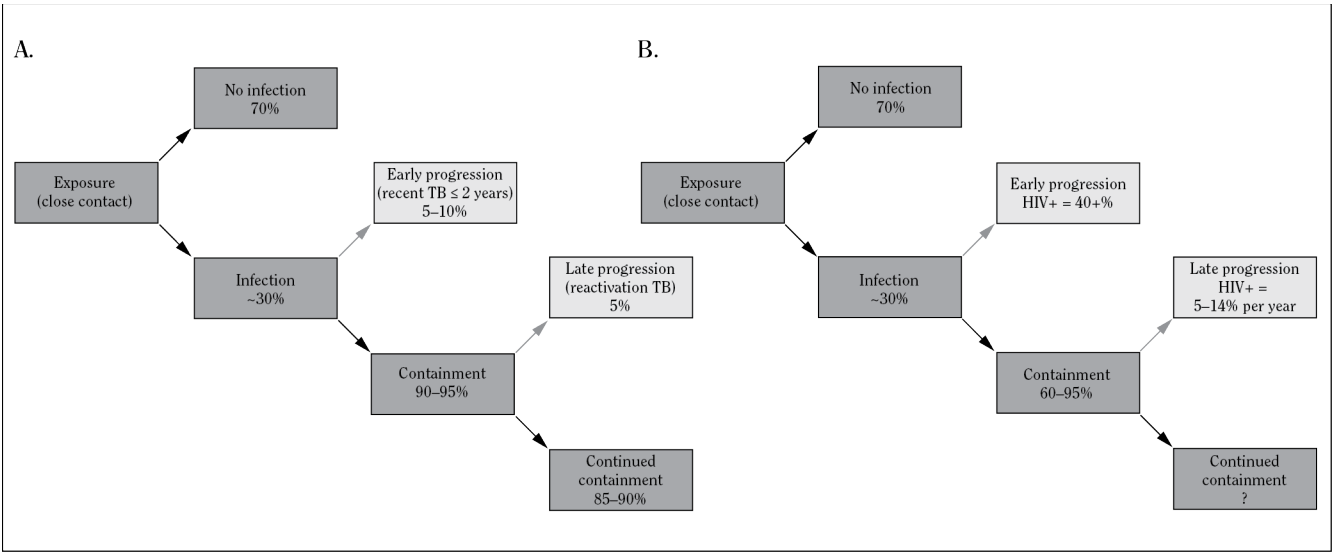 A.
No infection
70%
Exposure
(close contact)
Early progression
(recent TB ≤ 2 years)
5–10%
Infection
~30%
Late progression
(reactivation TB)
5%
Containment
90–95%
Continued
containment
85–90%
B.
No infection
70%
Exposure
(close contact)
Early progression
HIV+ = 40+%
Infection
~30%
Late progression
HIV+ =
5–14% per year
Containment
60–95%
Continued
containment
?